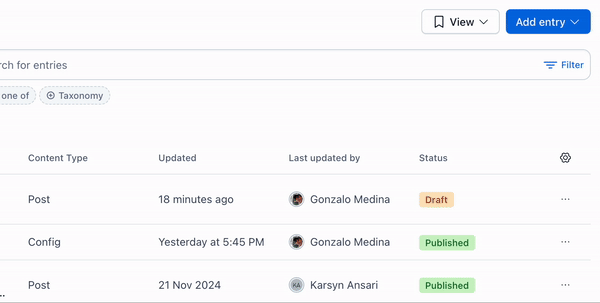 View
Add entry
rch for entries
Filter
one of
Taxonomy
Content Type Updated Last updated by Status
Post 18 minutes ago Gonzalo Medina Draft
Config Yesterday at 5:45 PM Gonzalo Medina Published
Post 21 Nov 2024 KA Karsyn Ansari Published